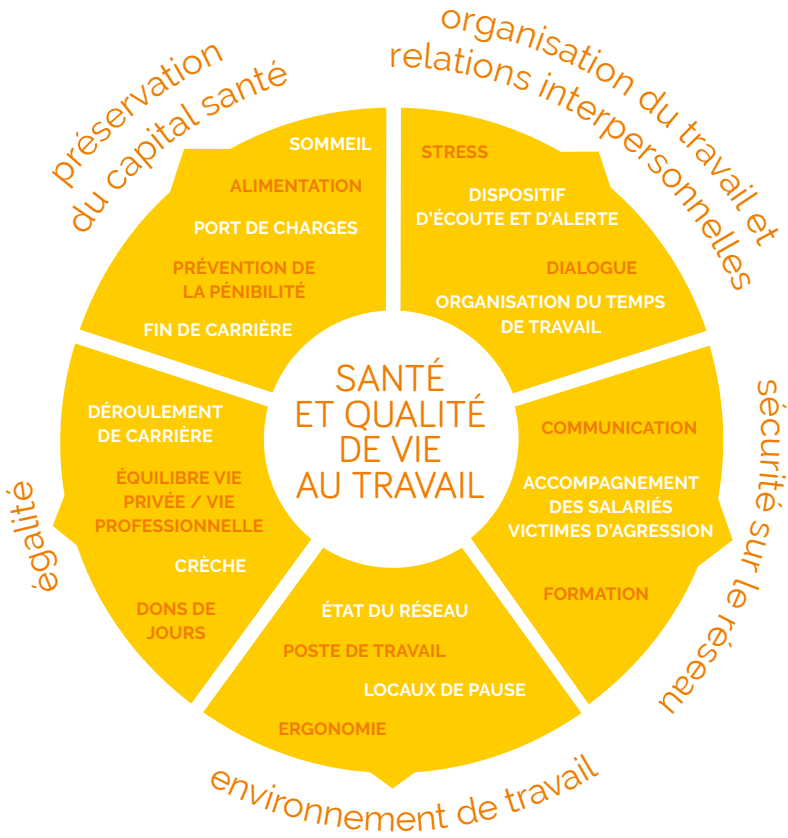 préservation
du capital santé
SOMMEIL
ALIMENTATION
PORT DE CHARGES
PRÉVENTION DE
LA PÉNIBILITÉ
FIN DE CARRIÈRE
organisation du travail et
relations interpersonnelles
STRESS
DISPOSITIF
D'ÉCOUTE ET D'ALERTE
DIALOGUE
ORGANISATION DU TEMPS
DE TRAVAIL
SANTÉ
ET QUALITÉ
DE VIE
AU TRAVAIL
sécurité sur le réseau
COMMUNICATION
ACCOMPAGNEMENT
DES SALARIÉS
VICTIMES D'AGRESSION
FORMATION
environnement de travail
ÉTAT DU RÉSEAU
POSTE DE TRAVAIL
LOCAUX DE PAUSE
ERGONOMIE
égalité
DÉROULEMENT
DE CARRIÈRE
ÉQUILIBRE VIE
PRIVÉE / VIE
PROFESSIONNELLE
CRÈCHE
DONS DE
JOURS